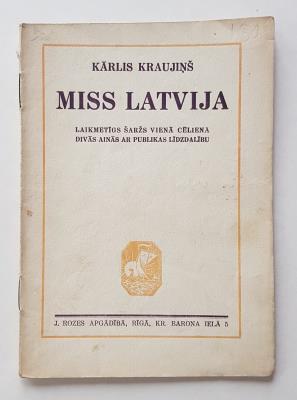 KĀRLIS KRAUJIŅŠ
MISS LATVIJA
LAIKMETĪGS ŠARŽS VIENĀ CĒLIENA
DIVĀS AINĀS AR PUBLIKAS LĪDZDALĪBU
J. ROZES APGĀDĪBĀ, RĪGĀ, KR. BARONA IELĀ 5